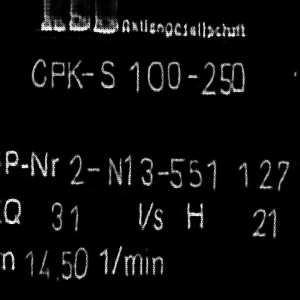 Aktiengesellschaft
CPK-S 100-250
P-Nr 2-N13-551 127
Q 31 l/s H 21
n 1450 1/min